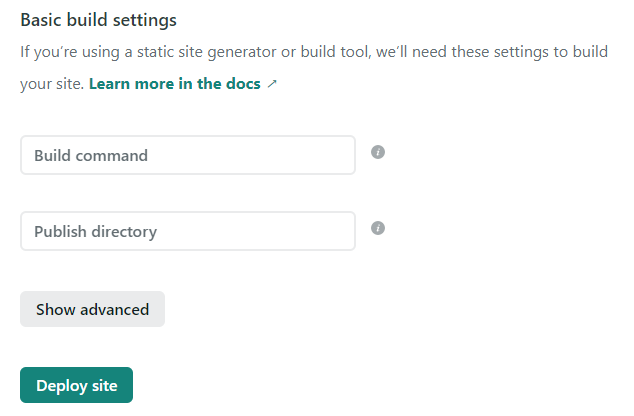 Basic build settings
If you’re using a static site generator or build tool, we’ll need these settings to build
your site. Learn more in the docs ↗
Build command
Publish directory
Show advanced
Deploy site